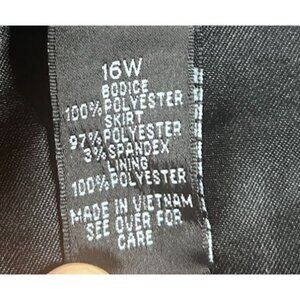 16W
BODICE
100% POLYESTER
SKIRT
97% POLYESTER
3% SPANDEX
LINING
100% POLYESTER
MADE IN VIETNAM
SEE OVER FOR
CARE